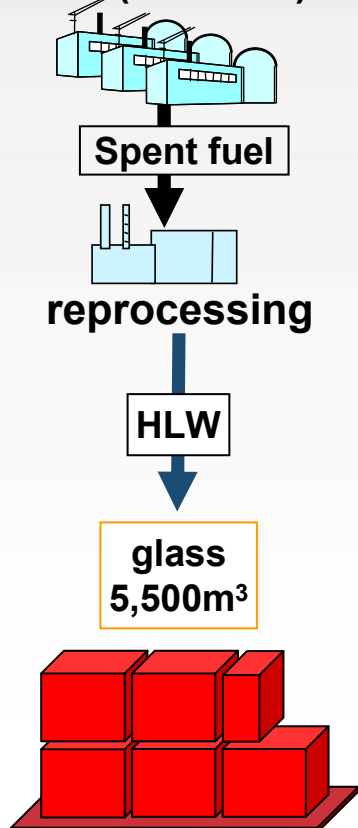 Spent fuel
reprocessing
HLW
glass
5,500m³